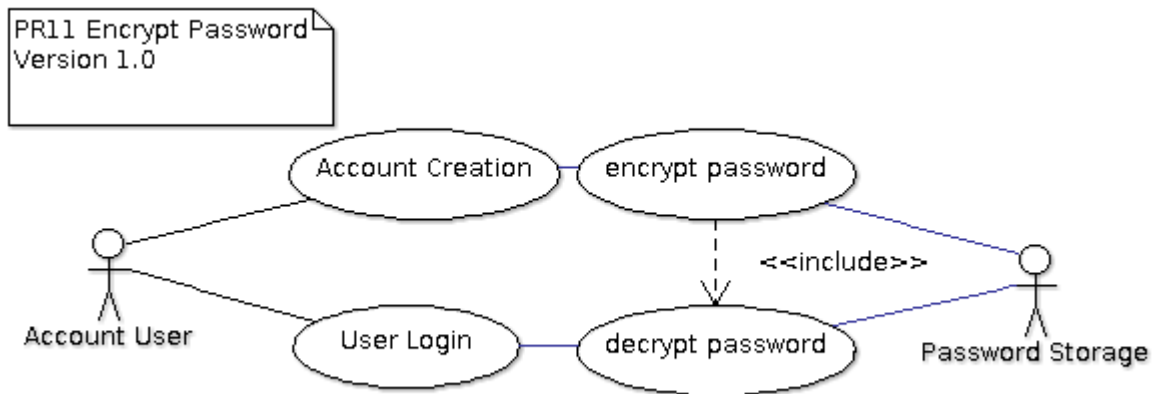 PR11 Encrypt Password
Version 1.0
Account Creation
encrypt password
<<include>>
Account User
User Login
decrypt password
Password Storage